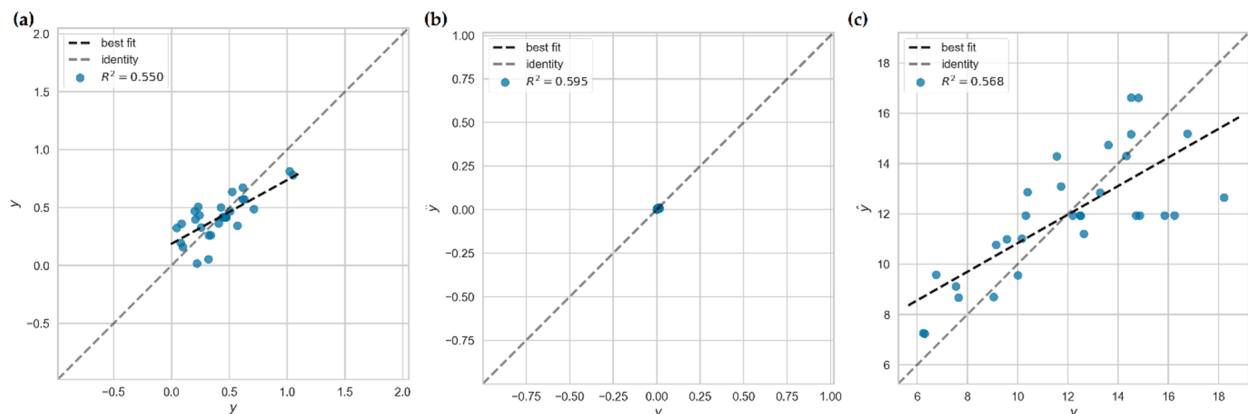 (a)
best fit
identity
R² = 0.550
2.0
1.5
1.0
0.5
0.0
−0.5
y
−0.5
0.0
0.5
1.0
1.5
2.0
y
(b)
best fit
identity
R² = 0.595
1.00
0.75
0.50
0.25
0.00
−0.25
−0.50
−0.75
ŷ
−0.75
−0.50
−0.25
0.00
0.25
0.50
0.75
1.00
y
(c)
best fit
identity
R² = 0.568
18
16
14
12
10
8
6
ŷ
6
8
10
12
14
16
18
y